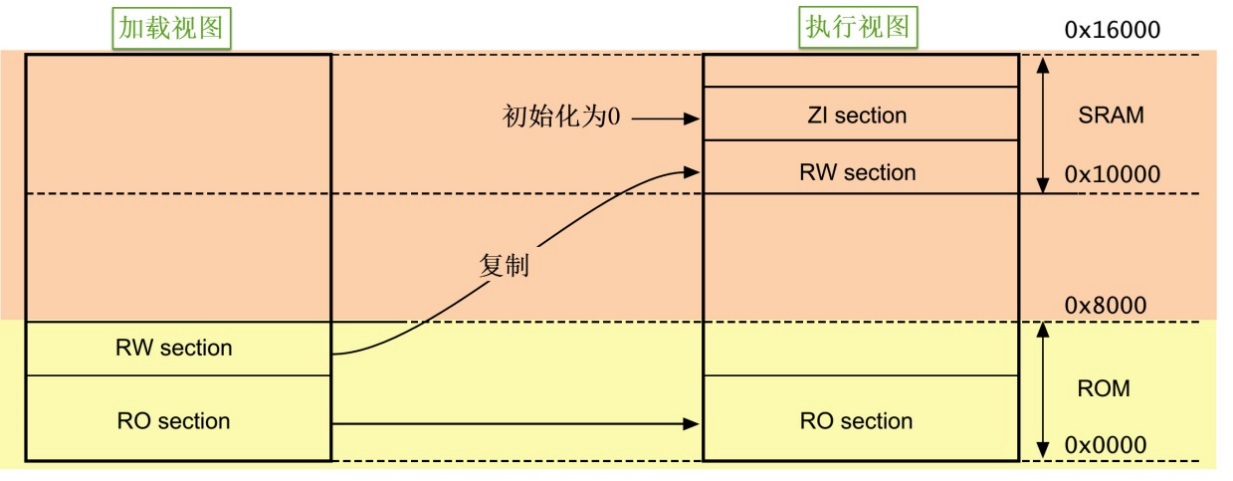 加载视图
执行视图
0x16000
初始化为0
ZI section
SRAM
RW section
0x10000
复制
0x8000
RW section
ROM
RO section
RO section
0x0000